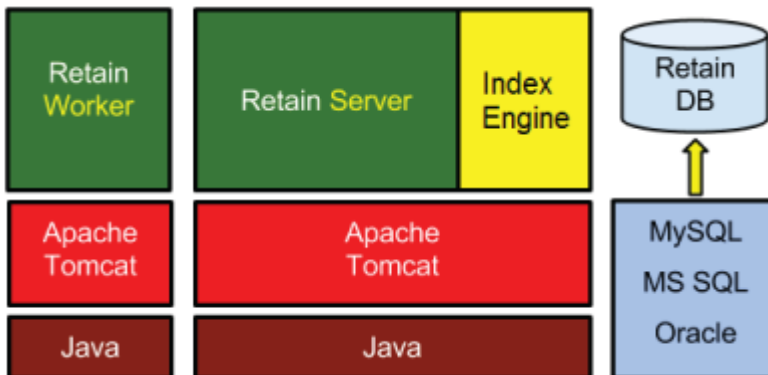 Retain
Worker
Retain Server
Index
Engine
Retain
DB
Apache
Tomcat
Apache
Tomcat
MySQL
MS SQL
Oracle
Java
Java